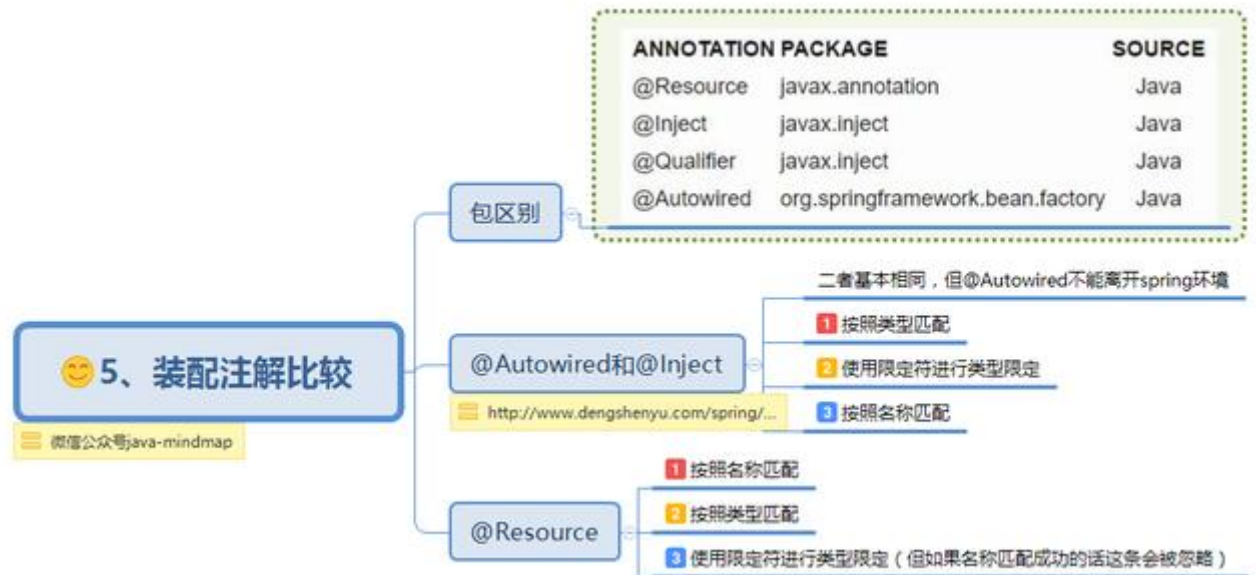 ANNOTATION PACKAGE SOURCE
@Resource javax.annotation Java
@Inject javax.inject Java
@Qualifier javax.inject Java
@Autowired org.springframework.bean.factory Java
包区别
二者基本相同，但@Autowired不能离开spring环境
1 按照类型匹配
@Autowired和@Inject
2 使用限定符进行类型限定
http://www.dengshenyu.com/spring/...
3 按照名称匹配
5、装配注解比较
微信公众号java-mindmap
1 按照名称匹配
2 按照类型匹配
@Resource
3 使用限定符进行类型限定（但如果名称匹配成功的话这条会被忽略）